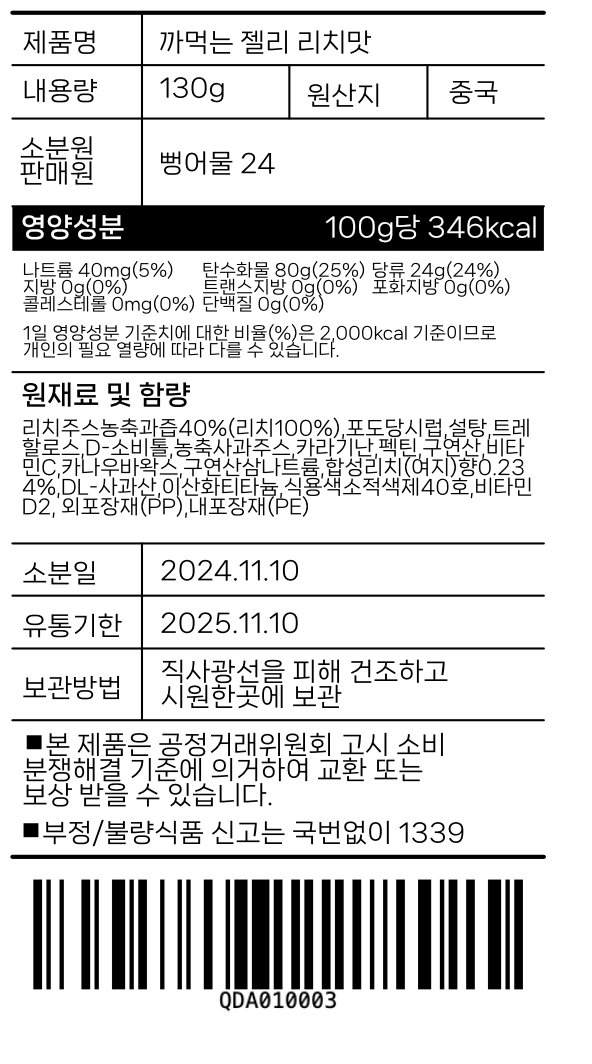 제품명 까먹는 젤리 리치맛
내용량 130g 원산지 중국
소분원
판매원 뻥어물 24
영양성분 100g당 346kcal
나트륨 40mg(5%) 탄수화물 80g(25%) 당류 24g(24%)
지방 0g(0%) 트랜스지방 0g(0%) 포화지방 0g(0%)
콜레스테롤 0mg(0%) 단백질 0g(0%)
1일 영양성분 기준치에 대한 비율(%)은 2,000kcal 기준이므로
개인의 필요 열량에 따라 다를 수 있습니다.
원재료 및 함량
리치주스농축과즙40%(리치100%),포도당시럽,설탕,트레
할로스,D-소비톨,농축사과주스,카라기난,펙틴,구연산,비타
민C,카나우바왁스,구연산삼나트륨,합성리치(여지)향0.23
4%,DL-사과산,이산화티타늄,식용색소적색제40호,비타민
D2, 외포장재(PP),내포장재(PE)
소분일 2024.11.10
유통기한 2025.11.10
보관방법 직사광선을 피해 건조하고
시원한곳에 보관
■본 제품은 공정거래위원회 고시 소비
분쟁해결 기준에 의거하여 교환 또는
보상 받을 수 있습니다.
■부정/불량식품 신고는 국번없이 1339
QDA010003